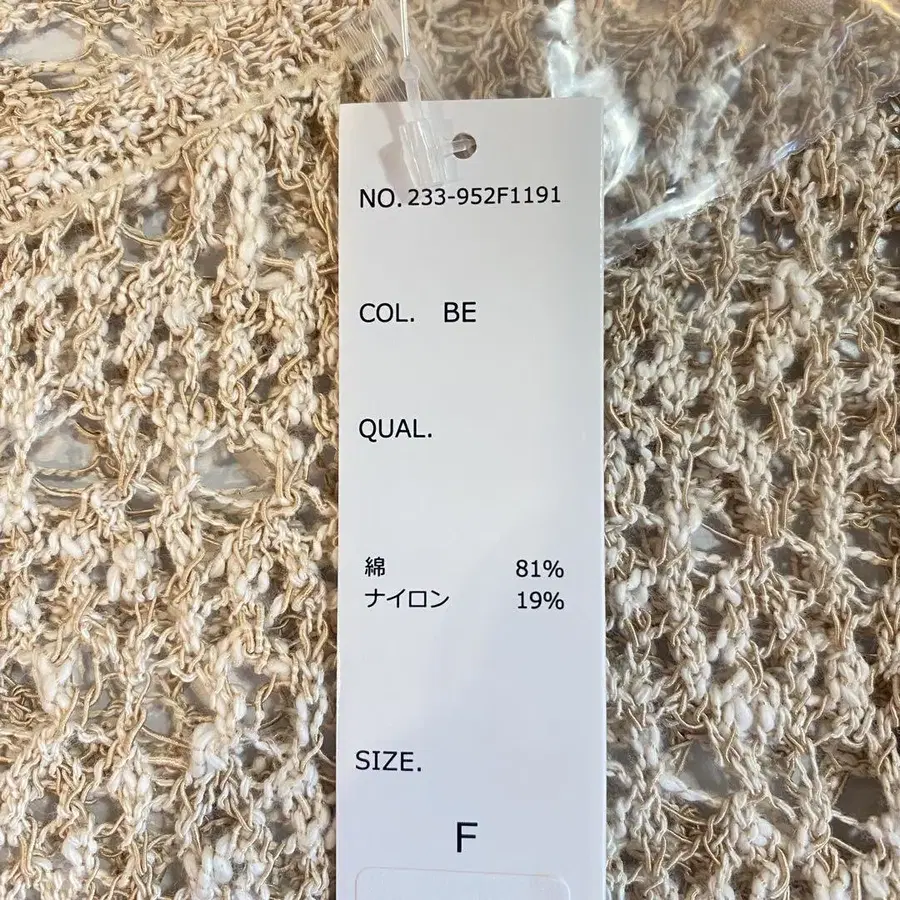 NO. 233-952F1191
COL. BE
QUAL.
綿 81%
ナイロン 19%
SIZE.
F